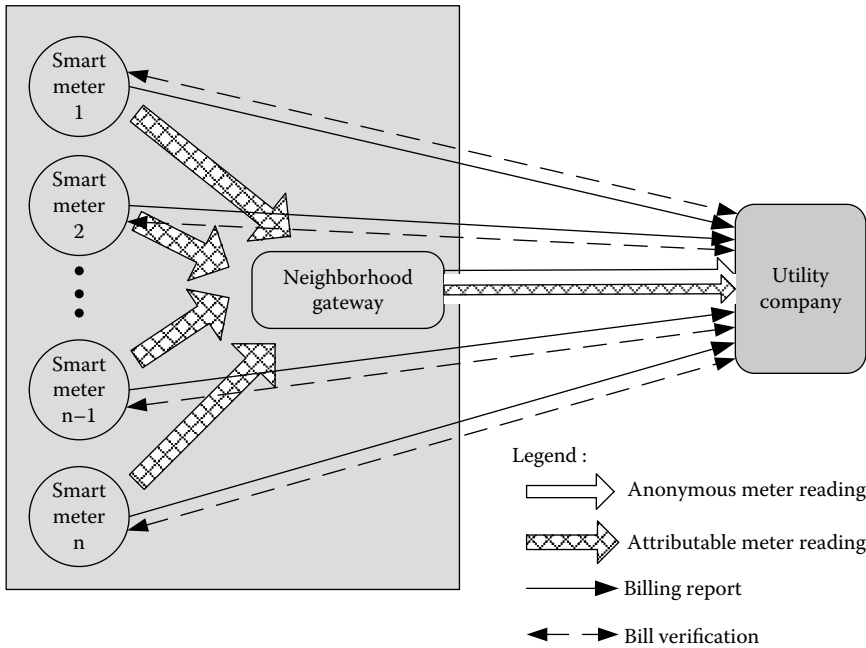 Smart
meter
1
Smart
meter
2
Smart
meter
n–1
Smart
meter
n
Neighborhood
gateway
Utility
company
Legend :
Anonymous meter reading
Attributable meter reading
Billing report
Bill verification